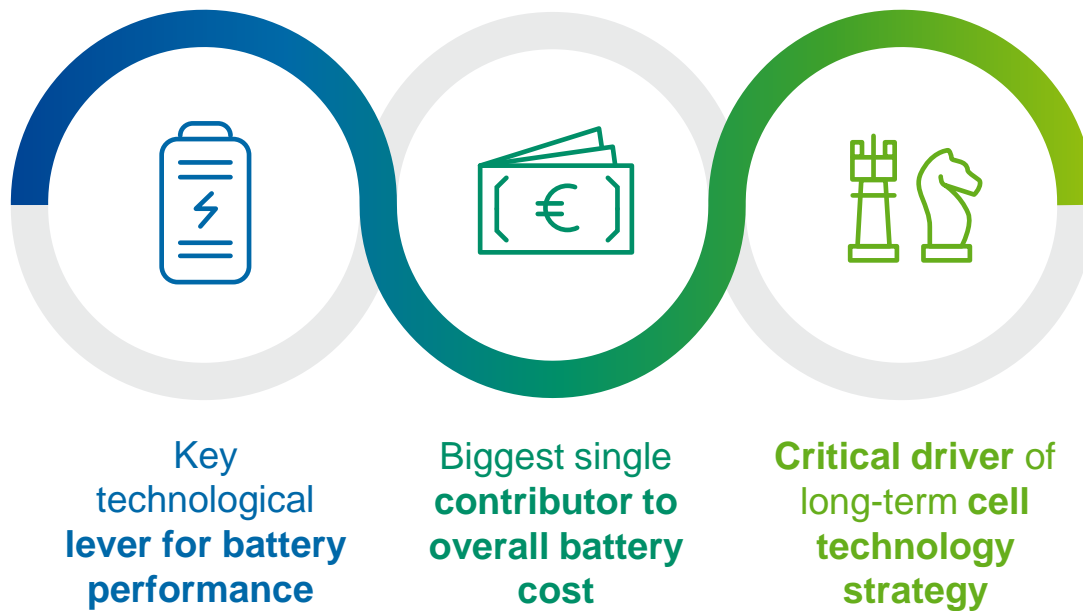 €
Key
technological
lever for battery
performance
Biggest single
contributor to
overall battery
cost
Critical driver of
long-term cell
technology
strategy